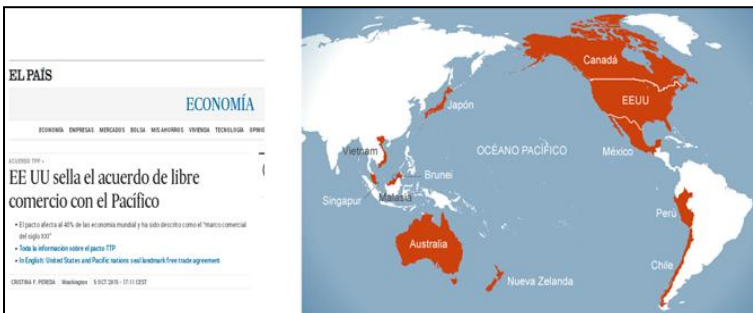 EL PAÍS
ECONOMÍA
ECONOMÍA EMPRESAS MERCADOS BOLSA MIS AHORROS VIVIENDA TECNOLOGÍA OPINIÓ
ACUERDO TPP »
EE UU sella el acuerdo de libre
comercio con el Pacífico
• El pacto afecta al 40% de las economía mundial y ha sido descrito como el "marco comercial
del siglo XXI"
• Toda la información sobre el pacto TTP
• In English: United States and Pacific nations seal landmark free trade agreement
CRISTINA F. PEREDA Washington 5 OCT 2015 - 17:11 CEST
Canadá
EEUU
Japón
Vietnam
OCÉANO PACÍFICO
México
Brunei
Singapur
Malasia
Perú
Australia
Chile
Nueva Zelanda